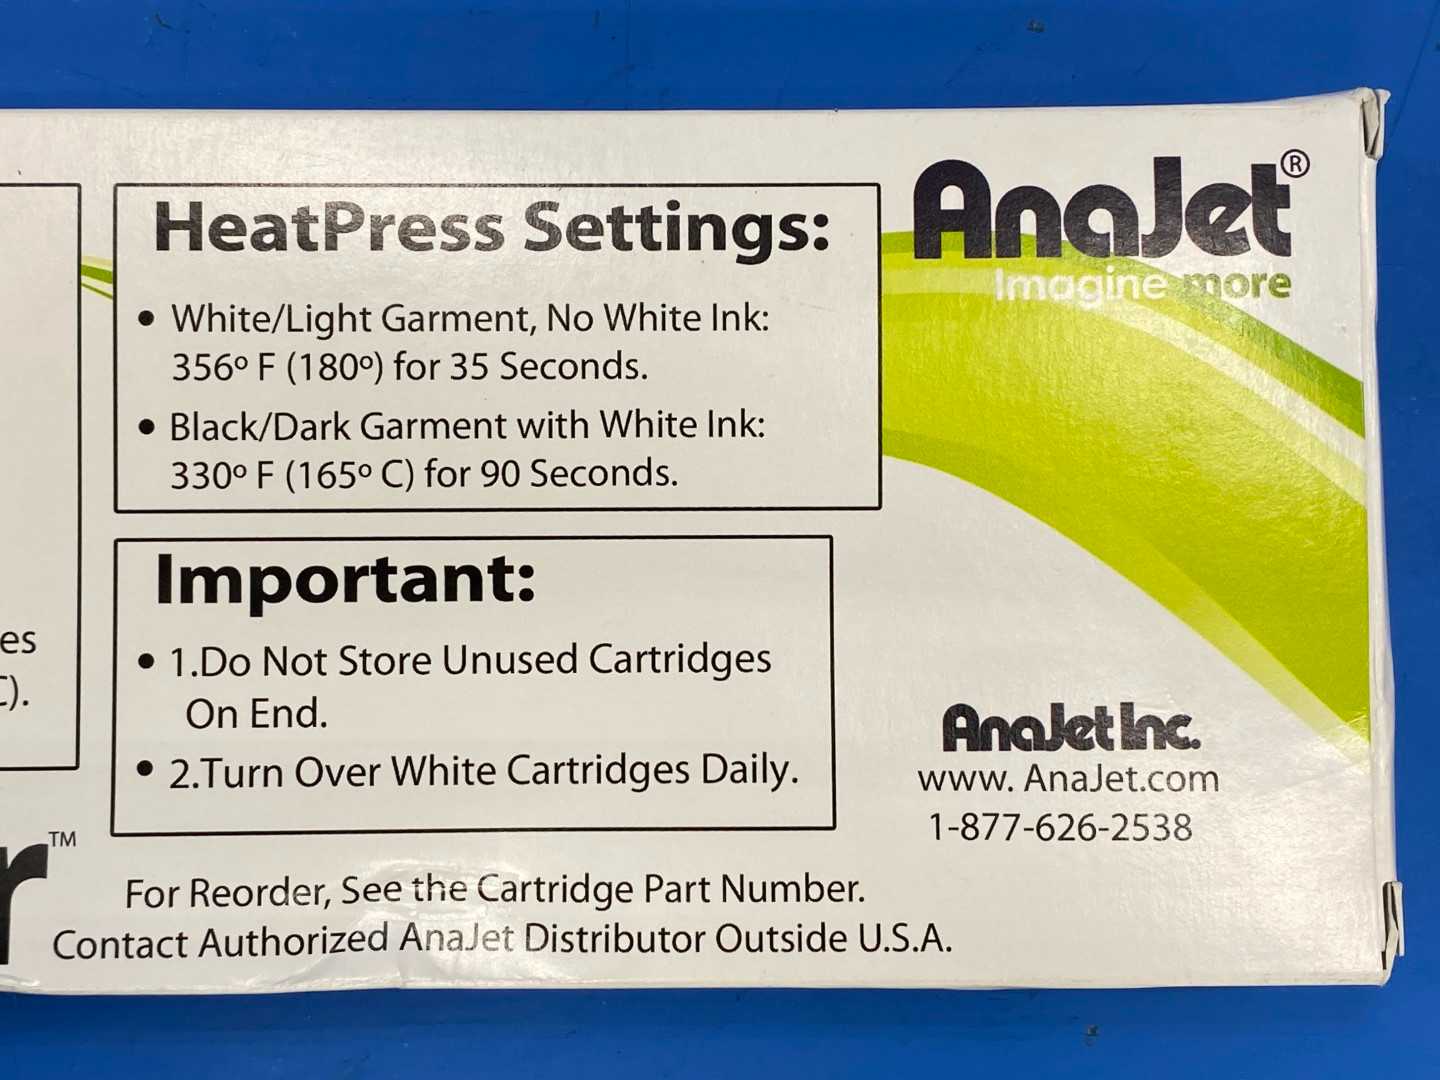 HeatPress Settings:
• White/Light Garment, No White Ink:
356º F (180º) for 35 Seconds.
• Black/Dark Garment with White Ink:
330º F (165º C) for 90 Seconds.
Important:
• 1.Do Not Store Unused Cartridges
On End.
• 2.Turn Over White Cartridges Daily.
es
C).
r™
For Reorder, See the Cartridge Part Number.
Contact Authorized AnaJet Distributor Outside U.S.A.
AnaJet®
Imagine more
AnaJet Inc.
www. AnaJet.com
1-877-626-2538